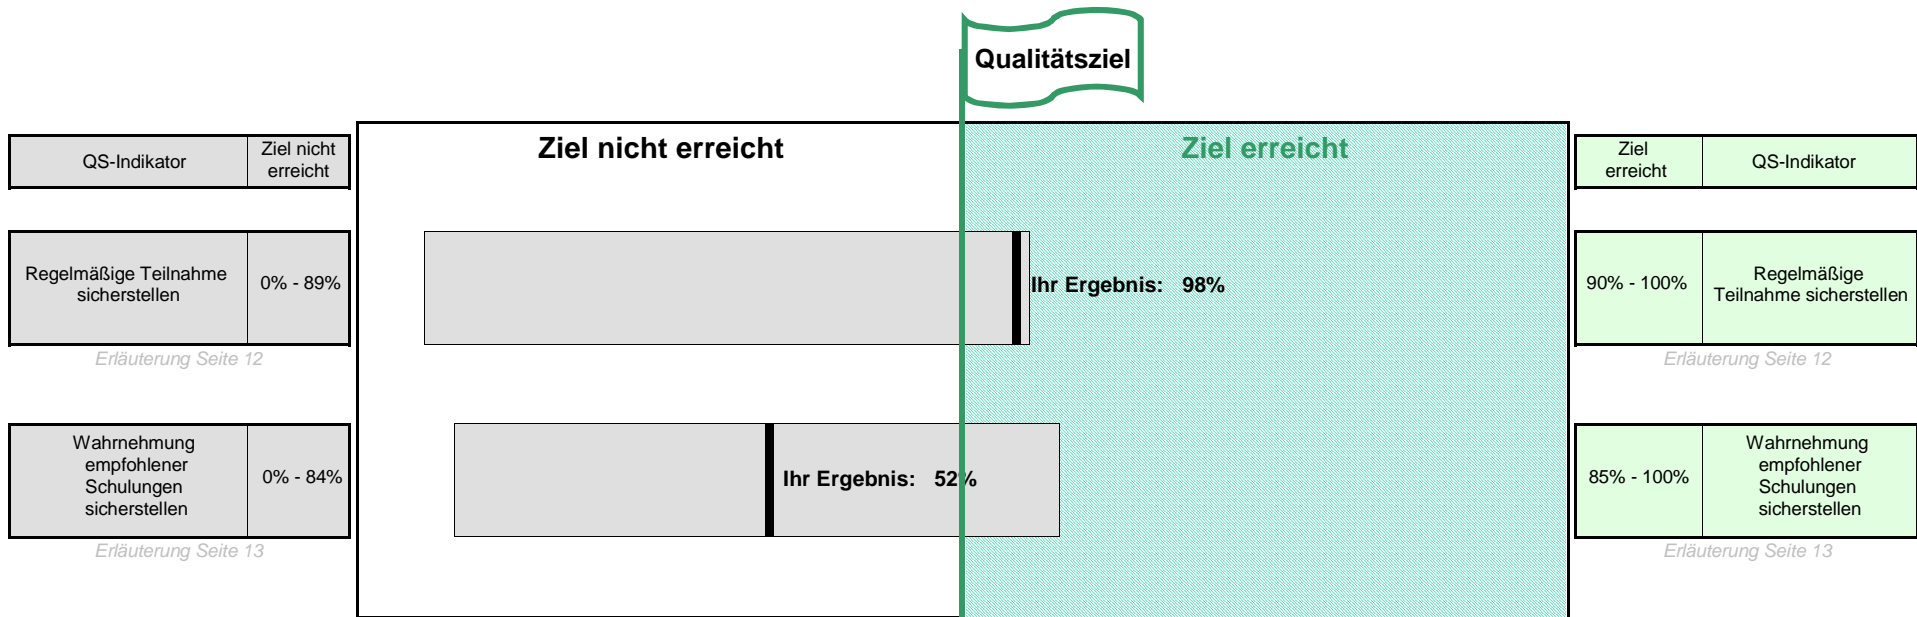 Qualitätsziel
Ziel nicht erreicht
Ziel erreicht
QS-Indikator
Ziel nicht
erreicht
Ziel
erreicht
QS-Indikator
Regelmäßige Teilnahme
sicherstellen
0% - 89%
Ihr Ergebnis: 98%
90% - 100%
Regelmäßige
Teilnahme sicherstellen
Erläuterung Seite 12
Erläuterung Seite 12
Wahrnehmung
empfohlener
Schulungen
sicherstellen
0% - 84%
Ihr Ergebnis: 52%
85% - 100%
Wahrnehmung
empfohlener
Schulungen
sicherstellen
Erläuterung Seite 13
Erläuterung Seite 13